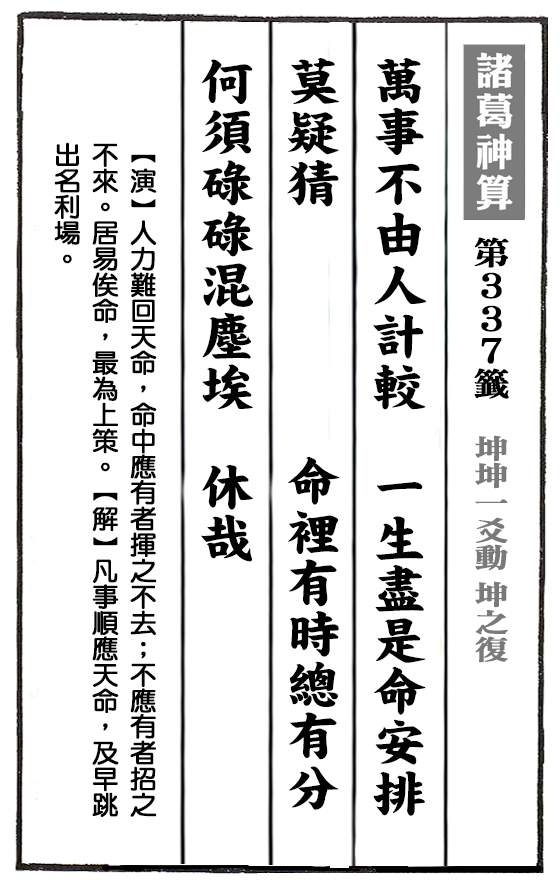 諸葛神算 第337籤 坤坤一爻動 坤之復
萬事不由人計較 一生盡是命安排
莫疑猜 命裡有時總有分
何須碌碌混塵埃 休哉
【演】人力難回天命，命中應有者揮之不去；不應有者招之
不來。居易俟命，最為上策。【解】凡事順應天命，及早跳
出名利場。